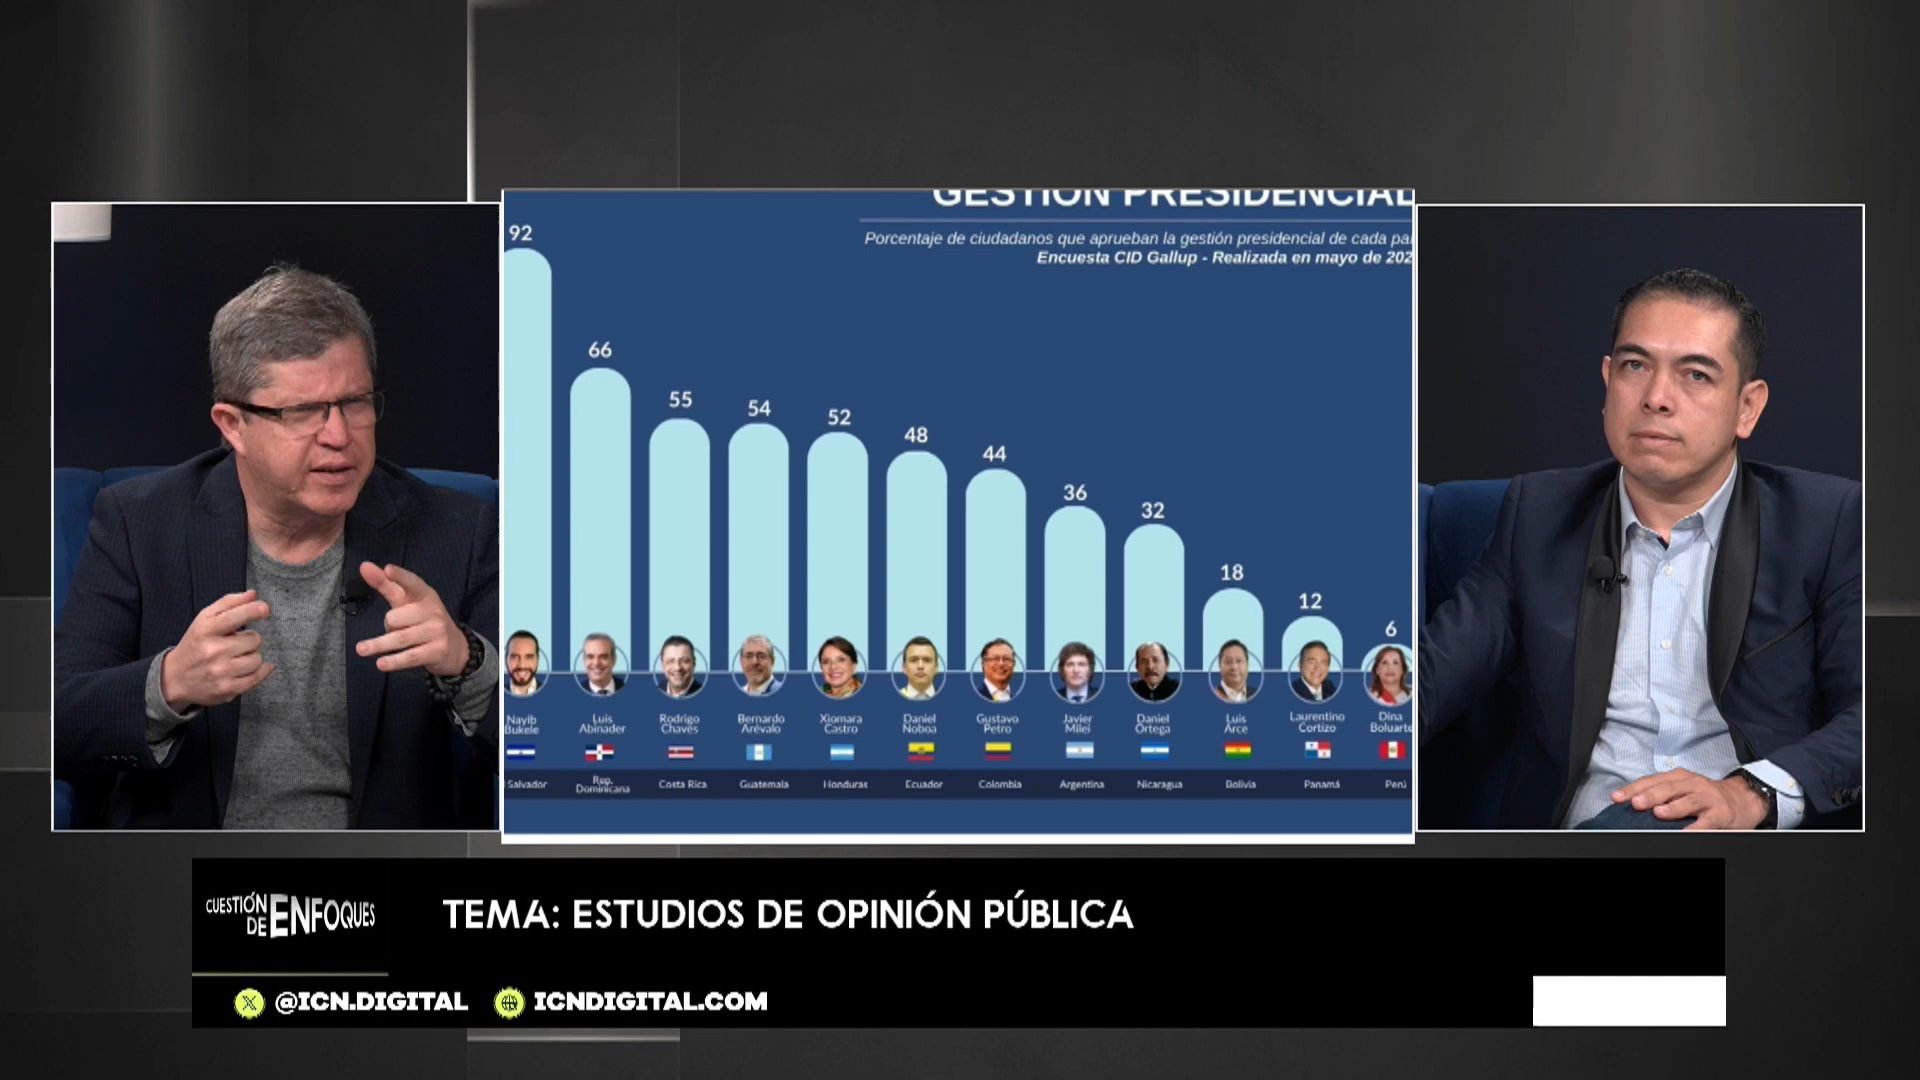 GESTIÓN PRESIDENCIAL
Porcentaje de ciudadanos que aprueban la gestión presidencial de cada paí
Encuesta CID Gallup - Realizada en mayo de 202
92
66
55
54
52
48
44
36
32
18
12
6
Nayib
Bukele
Luis
Abinader
Rodrigo
Chaves
Bernardo
Arévalo
Xiomara
Castro
Daniel
Noboa
Gustavo
Petro
Javier
Milei
Daniel
Ortega
Luis
Arce
Laurentino
Cortizo
Dina
Boluarte
Salvador
Rep.
Dominicana
Costa Rica
Guatemala
Honduras
Ecuador
Colombia
Argentina
Nicaragua
Bolivia
Panamá
Perú
CUESTIÓN
DE ENFOQUES
TEMA: ESTUDIOS DE OPINIÓN PÚBLICA
@ICN.DIGITAL
ICNDIGITAL.COM